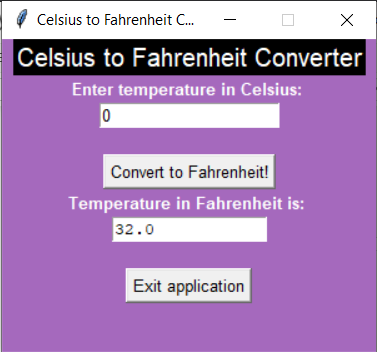 Celsius to Fahrenheit C...
Celsius to Fahrenheit Converter
Enter temperature in Celsius:
0
Convert to Fahrenheit!
Temperature in Fahrenheit is:
32.0
Exit application